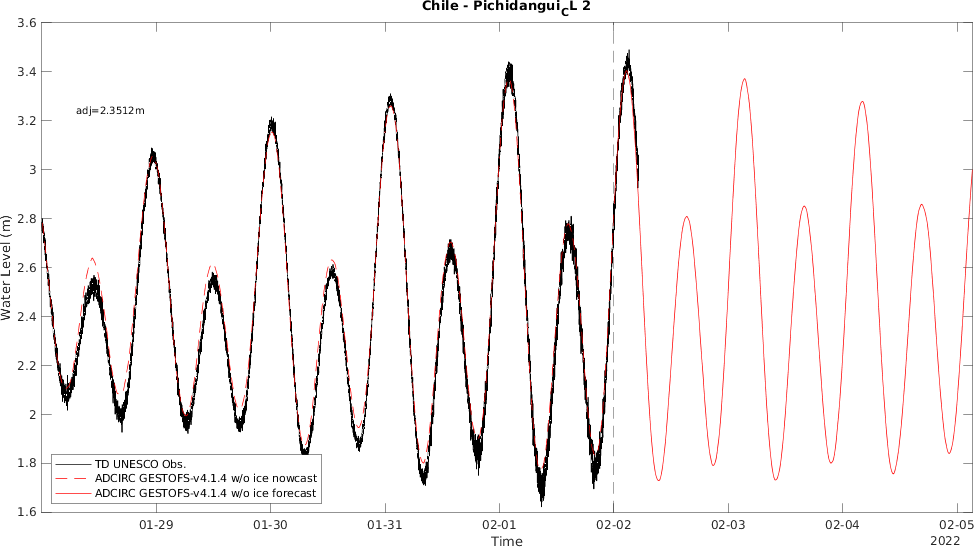 Chile - PichidanguiCL 2
3.6
3.4
3.2
3
2.8
2.6
2.4
2.2
2
1.8
1.6
Water Level (m)
adj=2.3512m
TD UNESCO Obs.
ADCIRC GESTOFS-v4.1.4 w/o ice nowcast
ADCIRC GESTOFS-v4.1.4 w/o ice forecast
01-29
01-30
01-31
02-01
02-02
02-03
02-04
02-05
Time
2022